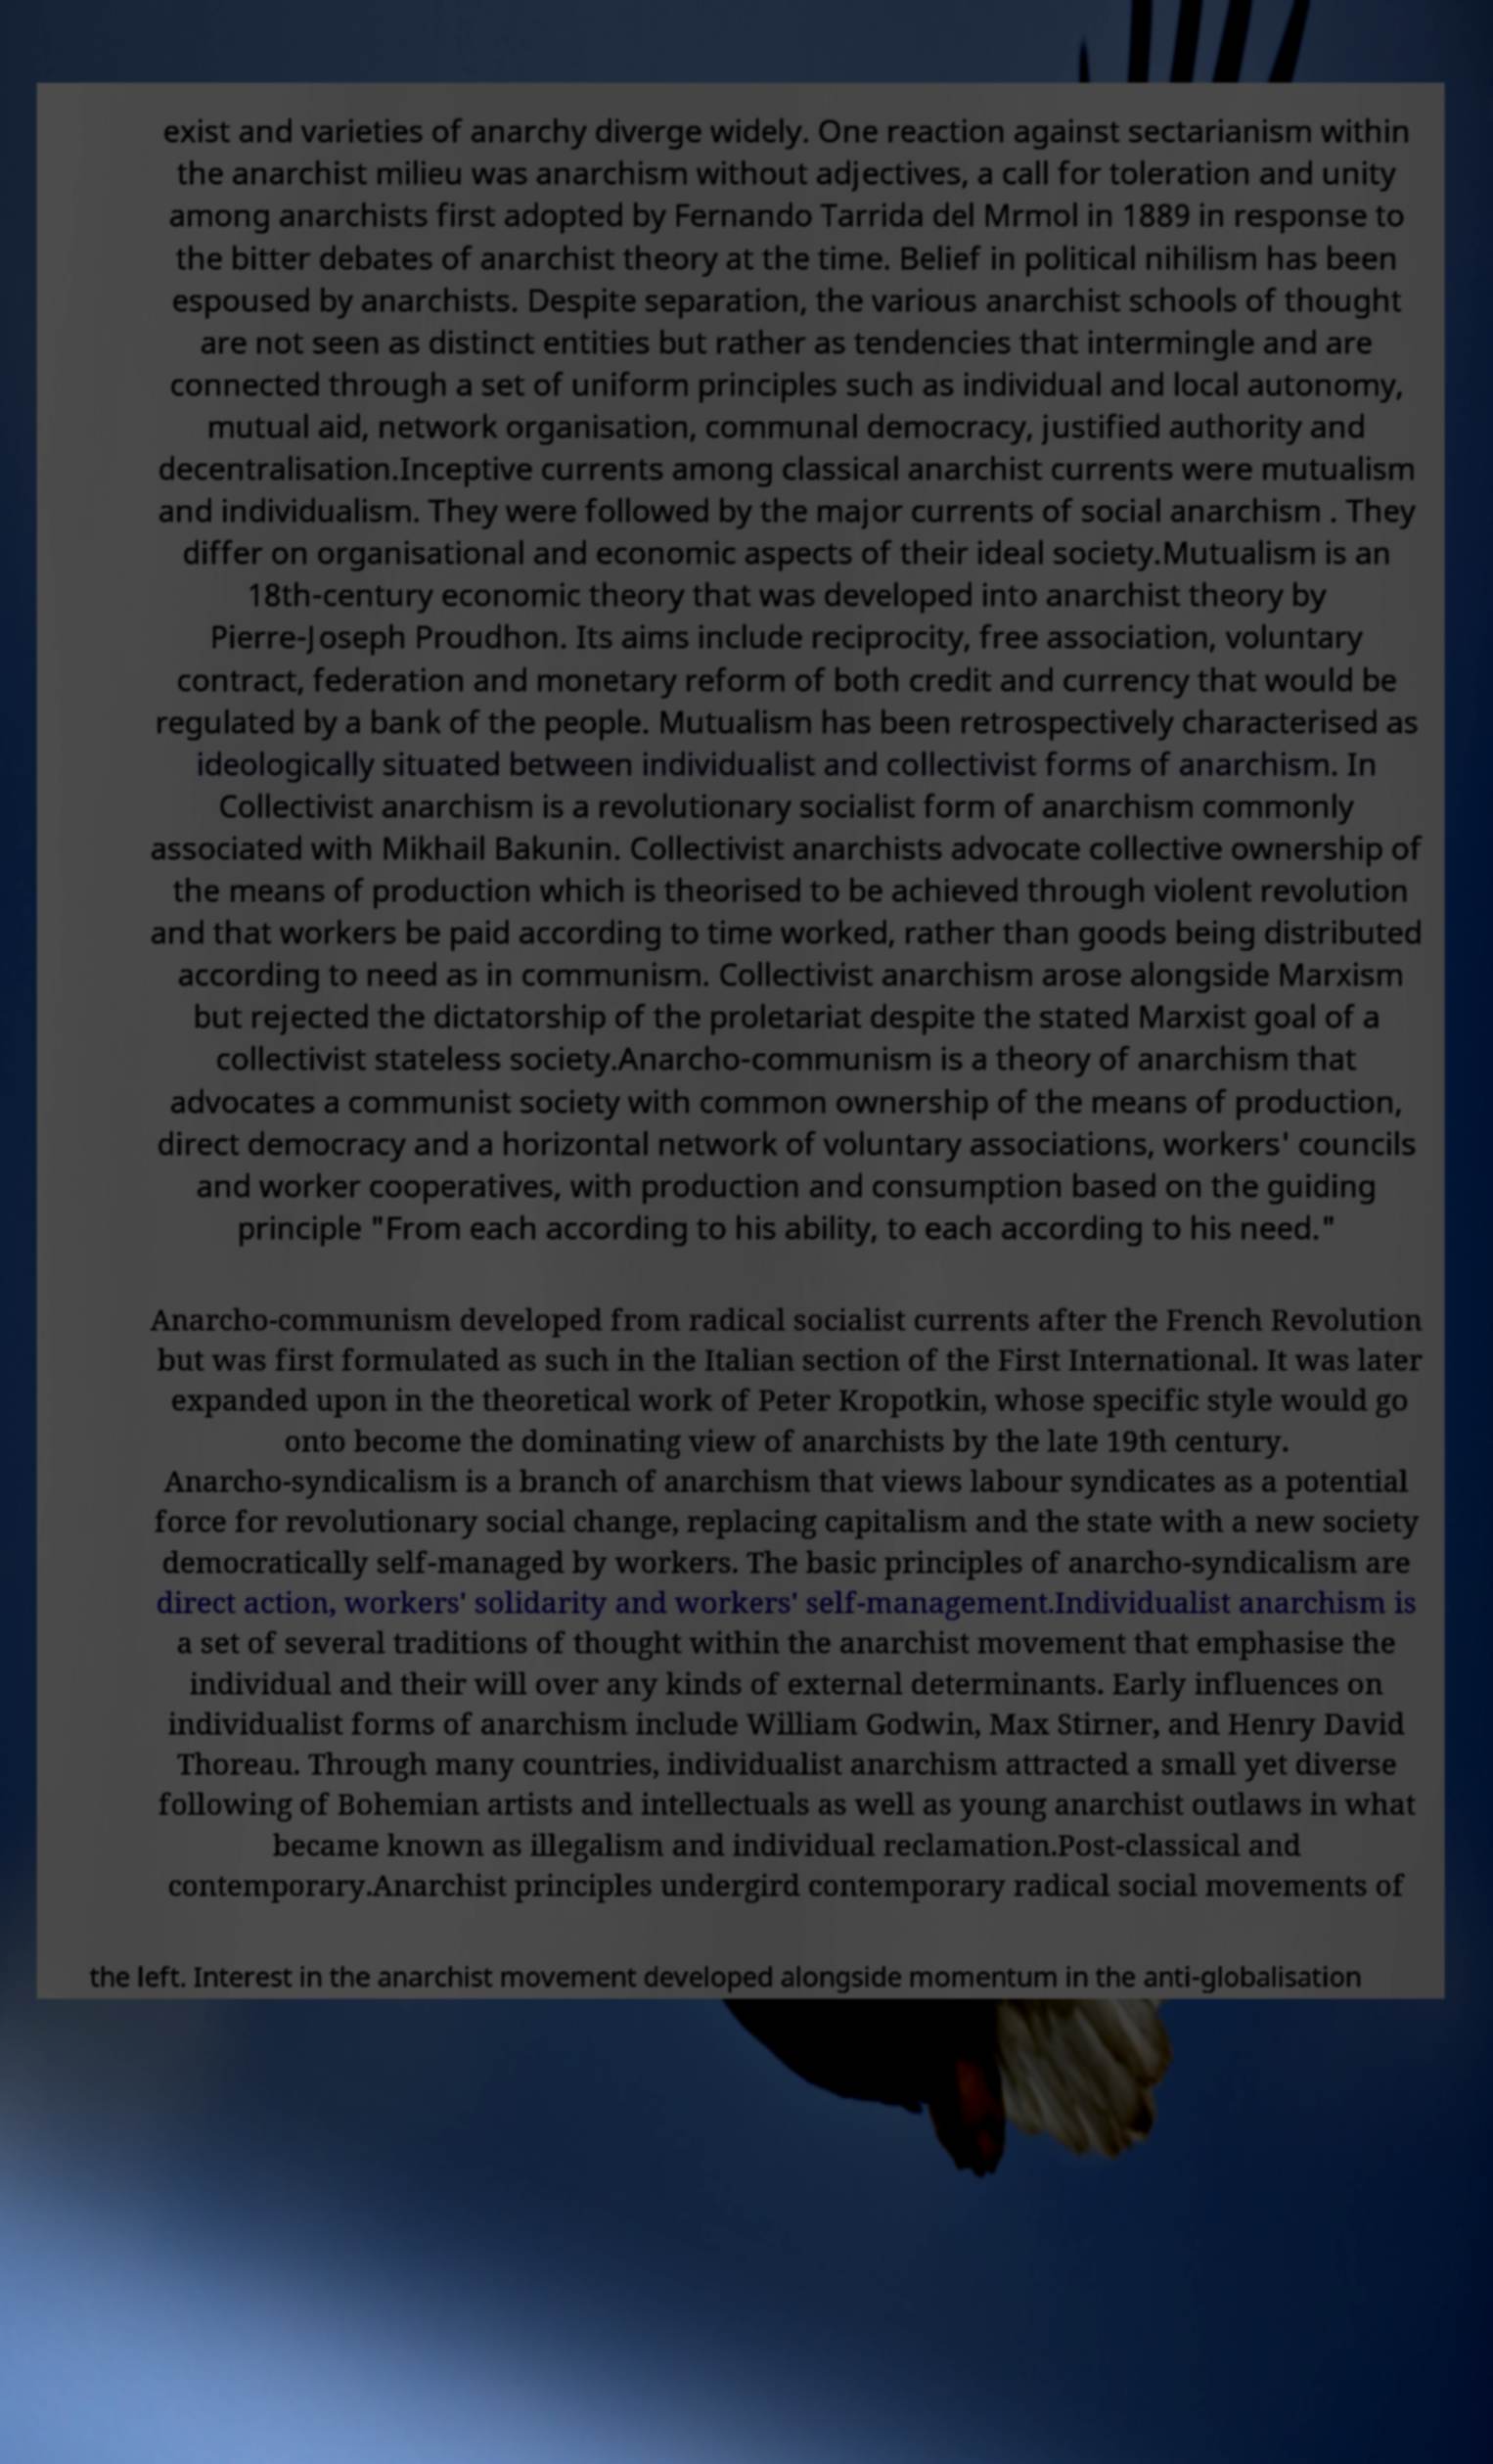 exist and varieties of anarchy diverge widely. One reaction against sectarianism within
the anarchist milieu was anarchism without adjectives, a call for toleration and unity
among anarchists first adopted by Fernando Tarrida del Mrmol in 1889 in response to
the bitter debates of anarchist theory at the time. Belief in political nihilism has been
espoused by anarchists. Despite separation, the various anarchist schools of thought
are not seen as distinct entities but rather as tendencies that intermingle and are
connected through a set of uniform principles such as individual and local autonomy,
mutual aid, network organisation, communal democracy, justified authority and
decentralisation.Inceptive currents among classical anarchist currents were mutualism
and individualism. They were followed by the major currents of social anarchism . They
differ on organisational and economic aspects of their ideal society.Mutualism is an
18th-century economic theory that was developed into anarchist theory by
Pierre-Joseph Proudhon. Its aims include reciprocity, free association, voluntary
contract, federation and monetary reform of both credit and currency that would be
regulated by a bank of the people. Mutualism has been retrospectively characterised as
ideologically situated between individualist and collectivist forms of anarchism. In
Collectivist anarchism is a revolutionary socialist form of anarchism commonly
associated with Mikhail Bakunin. Collectivist anarchists advocate collective ownership of
the means of production which is theorised to be achieved through violent revolution
and that workers be paid according to time worked, rather than goods being distributed
according to need as in communism. Collectivist anarchism arose alongside Marxism
but rejected the dictatorship of the proletariat despite the stated Marxist goal of a
collectivist stateless society.Anarcho-communism is a theory of anarchism that
advocates a communist society with common ownership of the means of production,
direct democracy and a horizontal network of voluntary associations, workers' councils
and worker cooperatives, with production and consumption based on the guiding
principle "From each according to his ability, to each according to his need."
Anarcho-communism developed from radical socialist currents after the French Revolution
but was first formulated as such in the Italian section of the First International. It was later
expanded upon in the theoretical work of Peter Kropotkin, whose specific style would go
onto become the dominating view of anarchists by the late 19th century.
Anarcho-syndicalism is a branch of anarchism that views labour syndicates as a potential
force for revolutionary social change, replacing capitalism and the state with a new society
democratically self-managed by workers. The basic principles of anarcho-syndicalism are
direct action, workers' solidarity and workers' self-management.Individualist anarchism is
a set of several traditions of thought within the anarchist movement that emphasise the
individual and their will over any kinds of external determinants. Early influences on
individualist forms of anarchism include William Godwin, Max Stirner, and Henry David
Thoreau. Through many countries, individualist anarchism attracted a small yet diverse
following of Bohemian artists and intellectuals as well as young anarchist outlaws in what
became known as illegalism and individual reclamation.Post-classical and
contemporary.Anarchist principles undergird contemporary radical social movements of
the left. Interest in the anarchist movement developed alongside momentum in the anti-globalisation